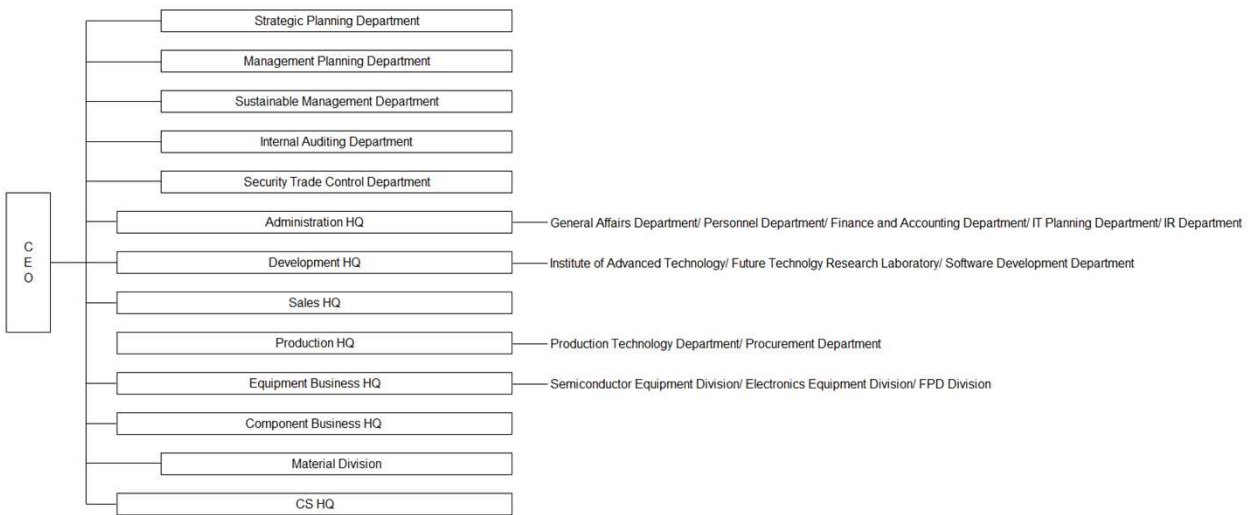 Strategic Planning Department
Management Planning Department
Sustainable Management Department
Internal Auditing Department
Security Trade Control Department
CEO
Administration HQ
General Affairs Department/ Personnel Department/ Finance and Accounting Department/ IT Planning Department/ IR Department
Development HQ
Institute of Advanced Technology/ Future Technolgy Research Laboratory/ Software Development Department
Sales HQ
Production HQ
Production Technology Department/ Procurement Department
Equipment Business HQ
Semiconductor Equipment Division/ Electronics Equipment Division/ FPD Division
Component Business HQ
Material Division
CS HQ